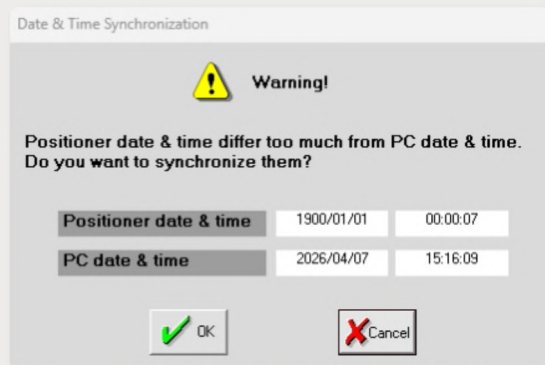 Date & Time Synchronization
Warning!
Positioner date & time differ too much from PC date & time.
Do you want to synchronize them?
Positioner date & time 1900/01/01 00:00:07
PC date & time 2026/04/07 15:16:09
OK Cancel